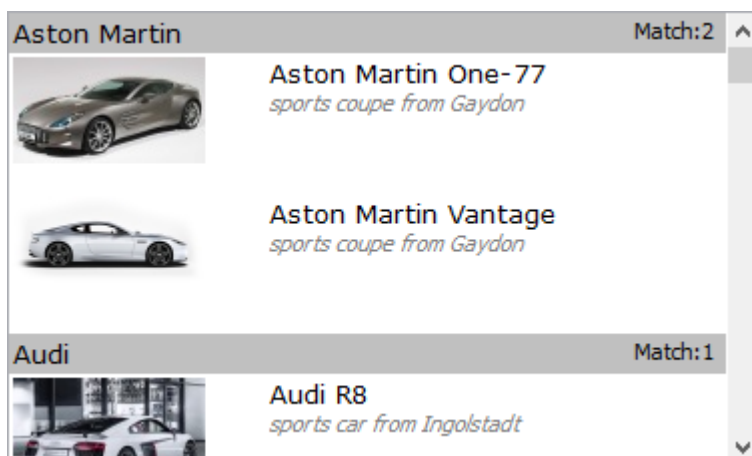 Aston Martin Match:2
Aston Martin One-77
sports coupe from Gaydon
Aston Martin Vantage
sports coupe from Gaydon
Audi Match:1
Audi R8
sports car from Ingolstadt